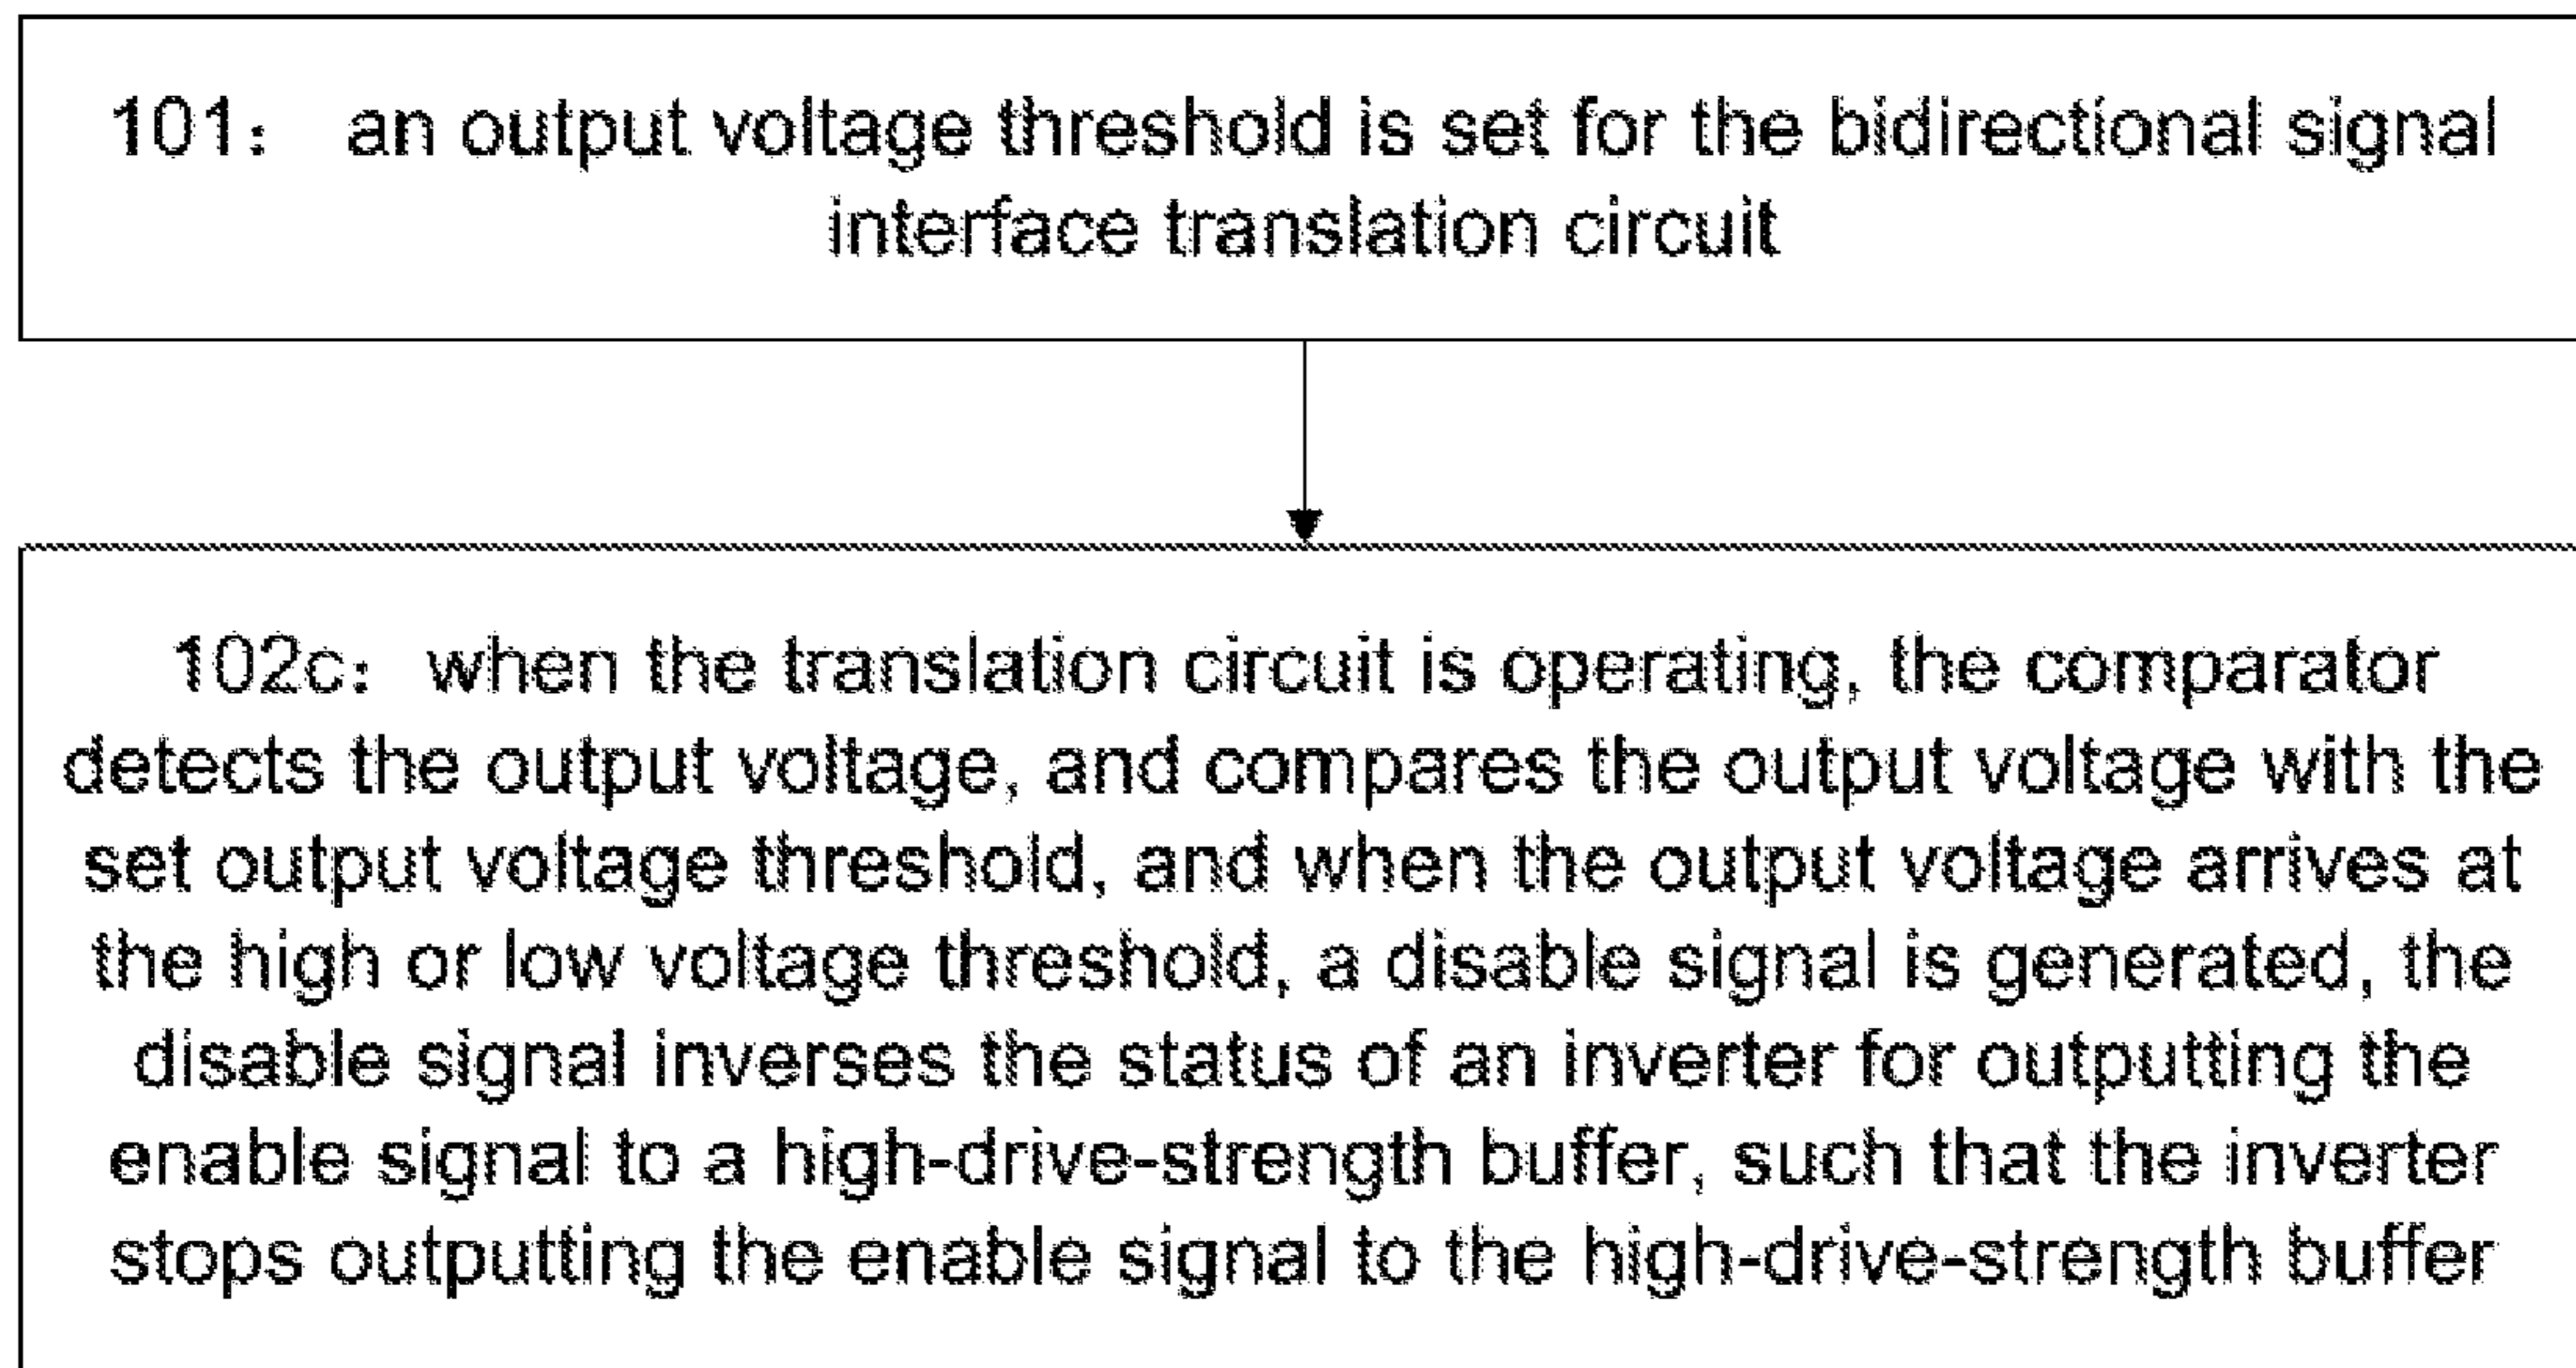 101: an output voltage threshold is set for the bidirectional signal
interface translation circuit
102c: when the translation circuit is operating, the comparator
detects the output voltage, and compares the output voltage with the
set output voltage threshold, and when the output voltage arrives at
the high or low voltage threshold, a disable signal is generated, the
disable signal inverses the status of an inverter for outputting the
enable signal to a high-drive-strength buffer, such that the inverter
stops outputting the enable signal to the high-drive-strength buffer